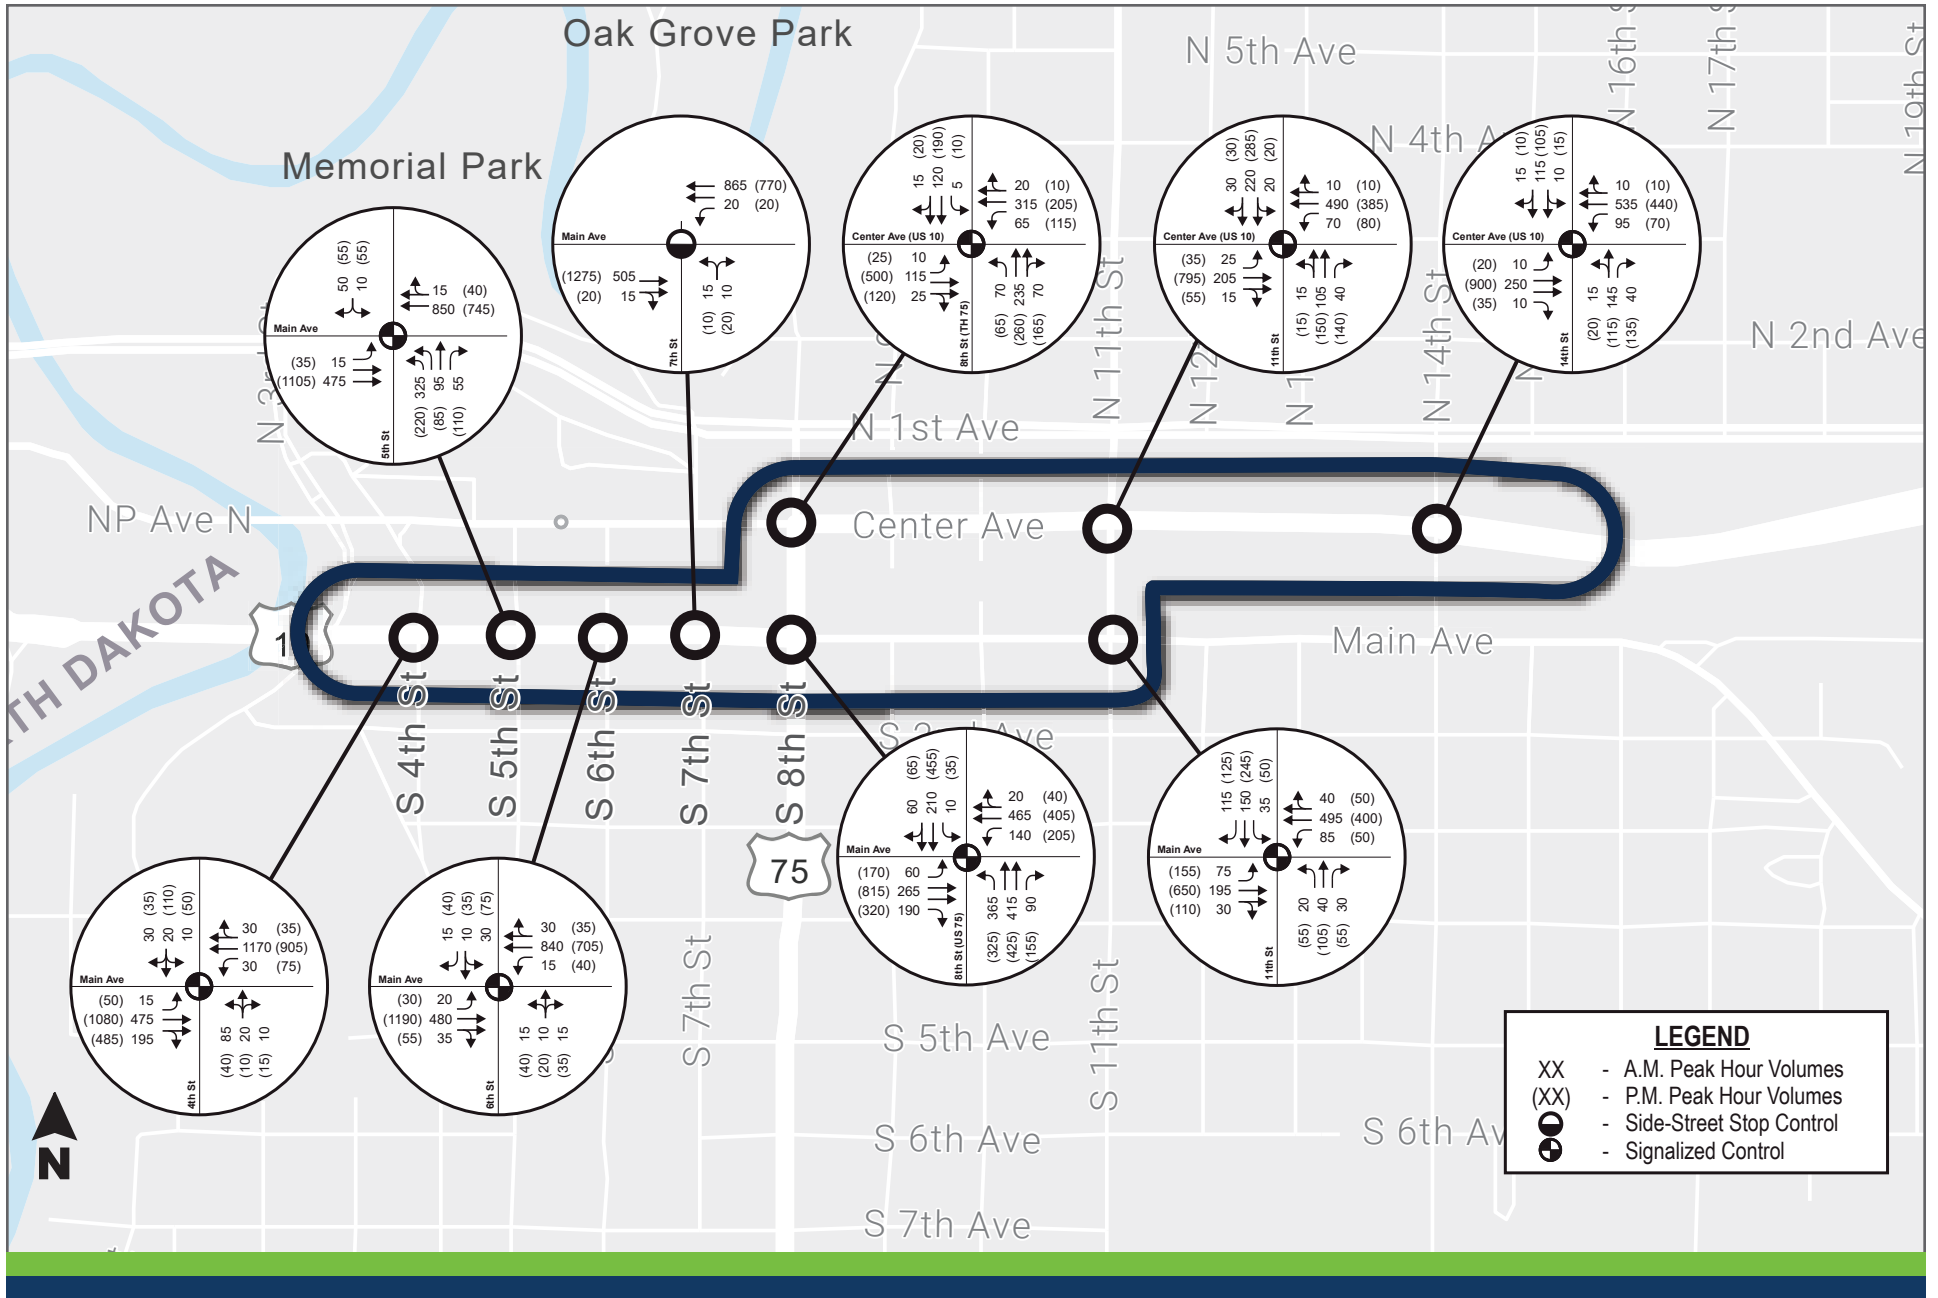 Oak Grove Park
N 5th Ave
N 16th S
N 17th S
N 19th St
Memorial Park
N 4th A
N 2nd Ave
N 11th St
N 14th St
N 12
N 1
N 1st Ave
NP Ave N
Center Ave
TH DAKOTA
Main Ave
S 4th St
S 5th St
S 6th St
S 7th St
S 8th St
75
S 7th St
S 11th St
S 5th Ave
S 6th Ave
S 6th Av
S 7th Ave
N
50 (55)
10 (55)
15 (40)
850 (745)
Main Ave
(35) 15
(1105) 475
(220) 325
(85) 95
(110) 55
5th St
865 (770)
20 (20)
Main Ave
(1275) 505
(20) 15
(10) 15
(20) 10
7th St
15 (20)
120 (190)
5 (10)
20 (10)
315 (205)
65 (115)
Center Ave (US 10)
(25) 10
(500) 115
(120) 25
(65) 70
(260) 235
(165) 70
8th St (TH 75)
30 (30)
220 (285)
20 (20)
10 (10)
490 (385)
70 (80)
Center Ave (US 10)
(35) 25
(795) 205
(55) 15
(15) 15
(150) 105
(140) 40
11th St
15 (10)
115 (105)
10 (15)
10 (10)
535 (440)
95 (70)
Center Ave (US 10)
(20) 10
(900) 250
(35) 10
(20) 15
(115) 145
(135) 40
14th St
30 (35)
20 (110)
10 (50)
30 (35)
1170 (905)
30 (75)
Main Ave
(50) 15
(1080) 475
(485) 195
(40) 85
(10) 20
(15) 10
4th St
15 (40)
10 (35)
30 (75)
30 (35)
840 (705)
15 (40)
Main Ave
(30) 20
(1190) 480
(55) 35
(40) 15
(20) 10
(35) 15
6th St
60 (65)
210 (455)
10 (35)
20 (40)
465 (405)
140 (205)
Main Ave
(170) 60
(815) 265
(320) 190
(325) 365
(425) 415
(155) 90
8th St (US 75)
115 (125)
150 (245)
35 (50)
40 (50)
495 (400)
85 (50)
Main Ave
(155) 75
(650) 195
(110) 30
(55) 20
(105) 40
(55) 30
11th St
LEGEND
XX - A.M. Peak Hour Volumes
(XX) - P.M. Peak Hour Volumes
- Side-Street Stop Control
- Signalized Control